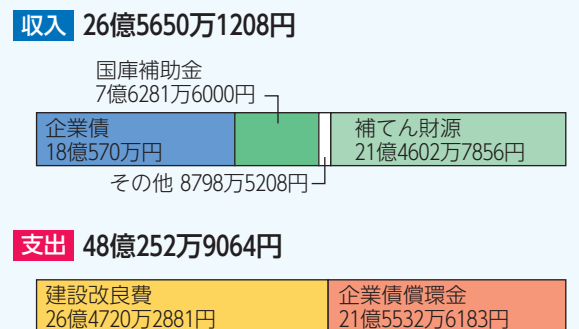 収入 26億5650万1208円
国庫補助金
7億6281万6000円
企業債
18億570万円
補てん財源
21億4602万7856円
その他 8798万5208円
支出 48億252万9064円
建設改良費
26億4720万2881円
企業債償還金
21億5532万6183円